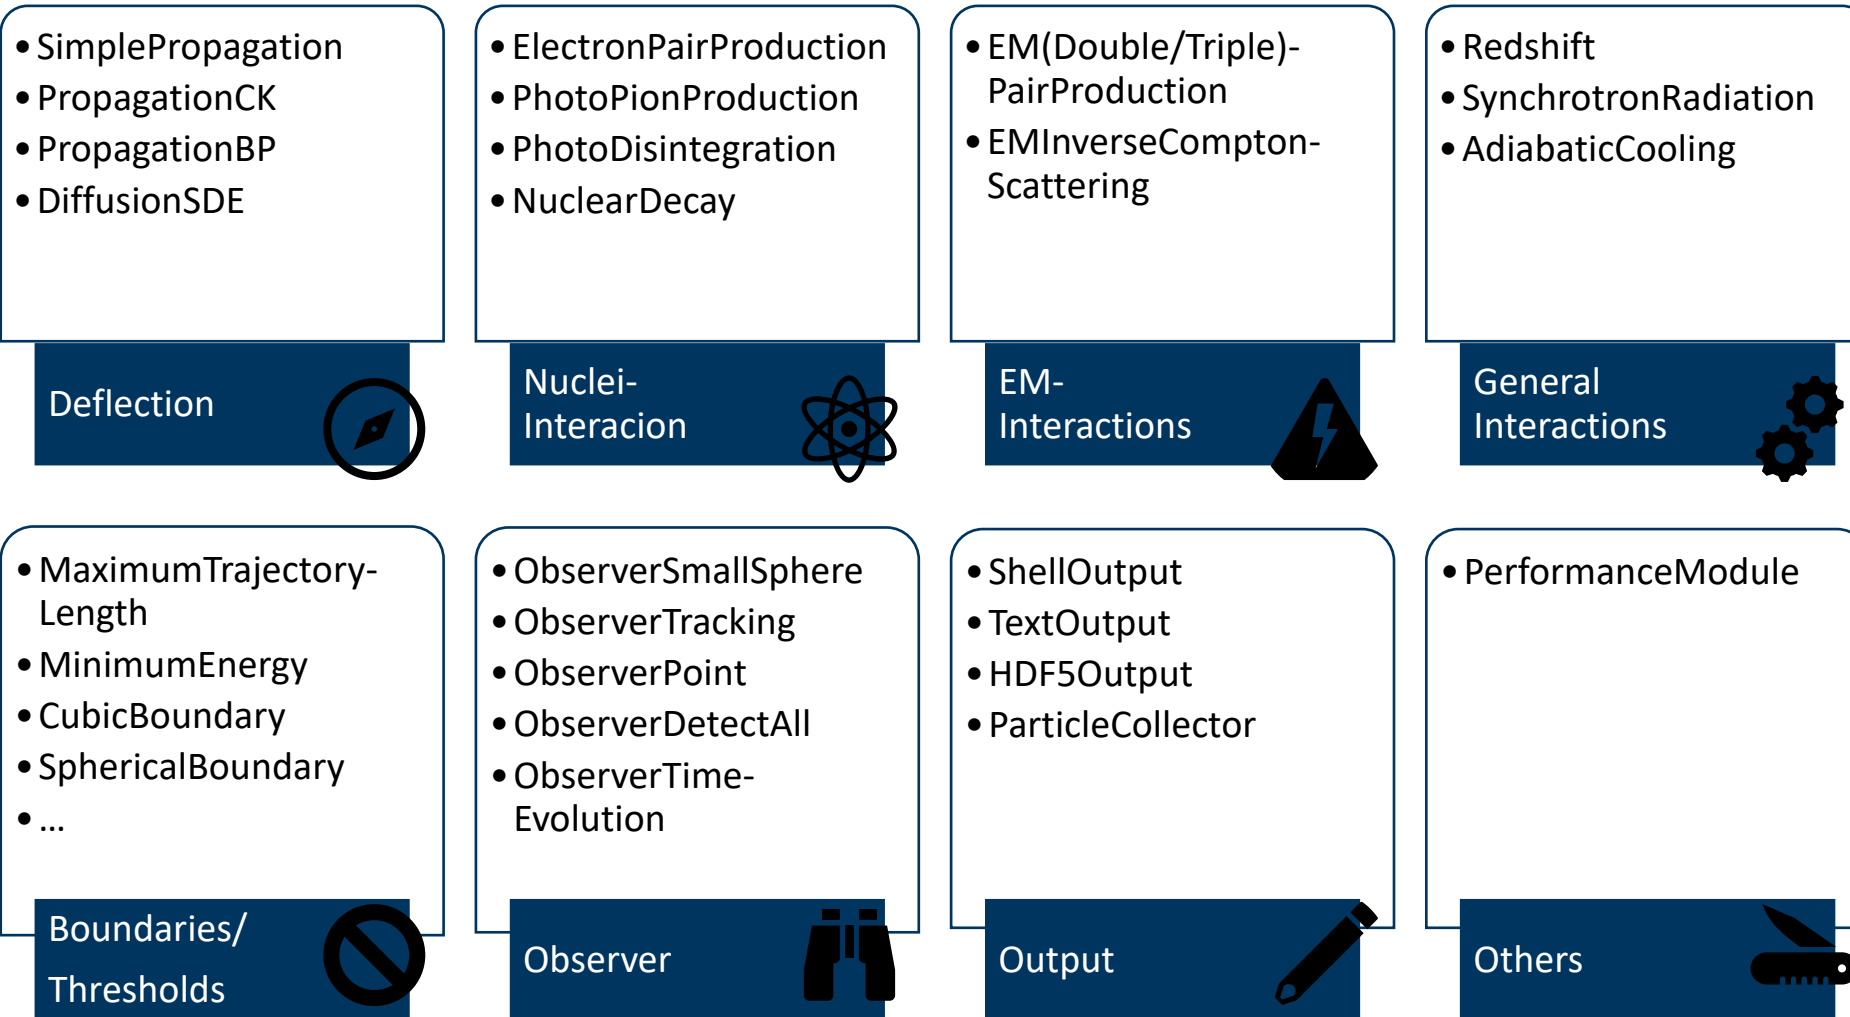 • SimplePropagation
• PropagationCK
• PropagationBP
• DiffusionSDE
Deflection
• ElectronPairProduction
• PhotoPionProduction
• PhotoDisintegration
• NuclearDecay
Nuclei-
Interacion
• EM(Double/Triple)-
PairProduction
• EMInverseCompton-
Scattering
EM-
Interactions
• Redshift
• SynchrotronRadiation
• AdiabaticCooling
General
Interactions
• MaximumTrajectory-
Length
• MinimumEnergy
• CubicBoundary
• SphericalBoundary
• ...
Boundaries/
Thresholds
• ObserverSmallSphere
• ObserverTracking
• ObserverPoint
• ObserverDetectAll
• ObserverTime-
Evolution
Observer
• ShellOutput
• TextOutput
• HDF5Output
• ParticleCollector
Output
• PerformanceModule
Others